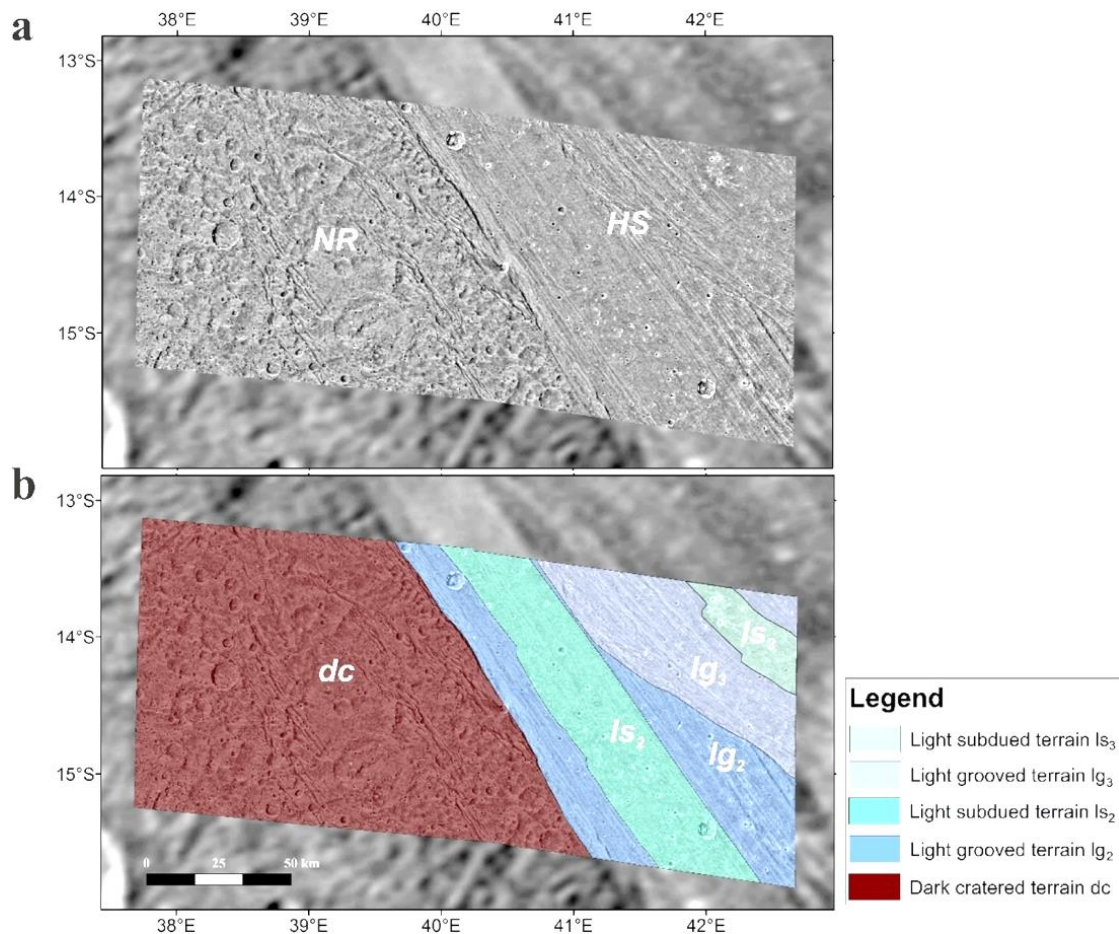 a
38°E 39°E 40°E 41°E 42°E
13°S
14°S
NR HS
15°S
b
13°S
14°S
dc ls₂ lg₃ lg₂
15°S
0 25 50 km
38°E 39°E 40°E 41°E 42°E
Legend
Light subdued terrain ls₃
Light grooved terrain lg₃
Light subdued terrain ls₂
Light grooved terrain lg₂
Dark cratered terrain dc